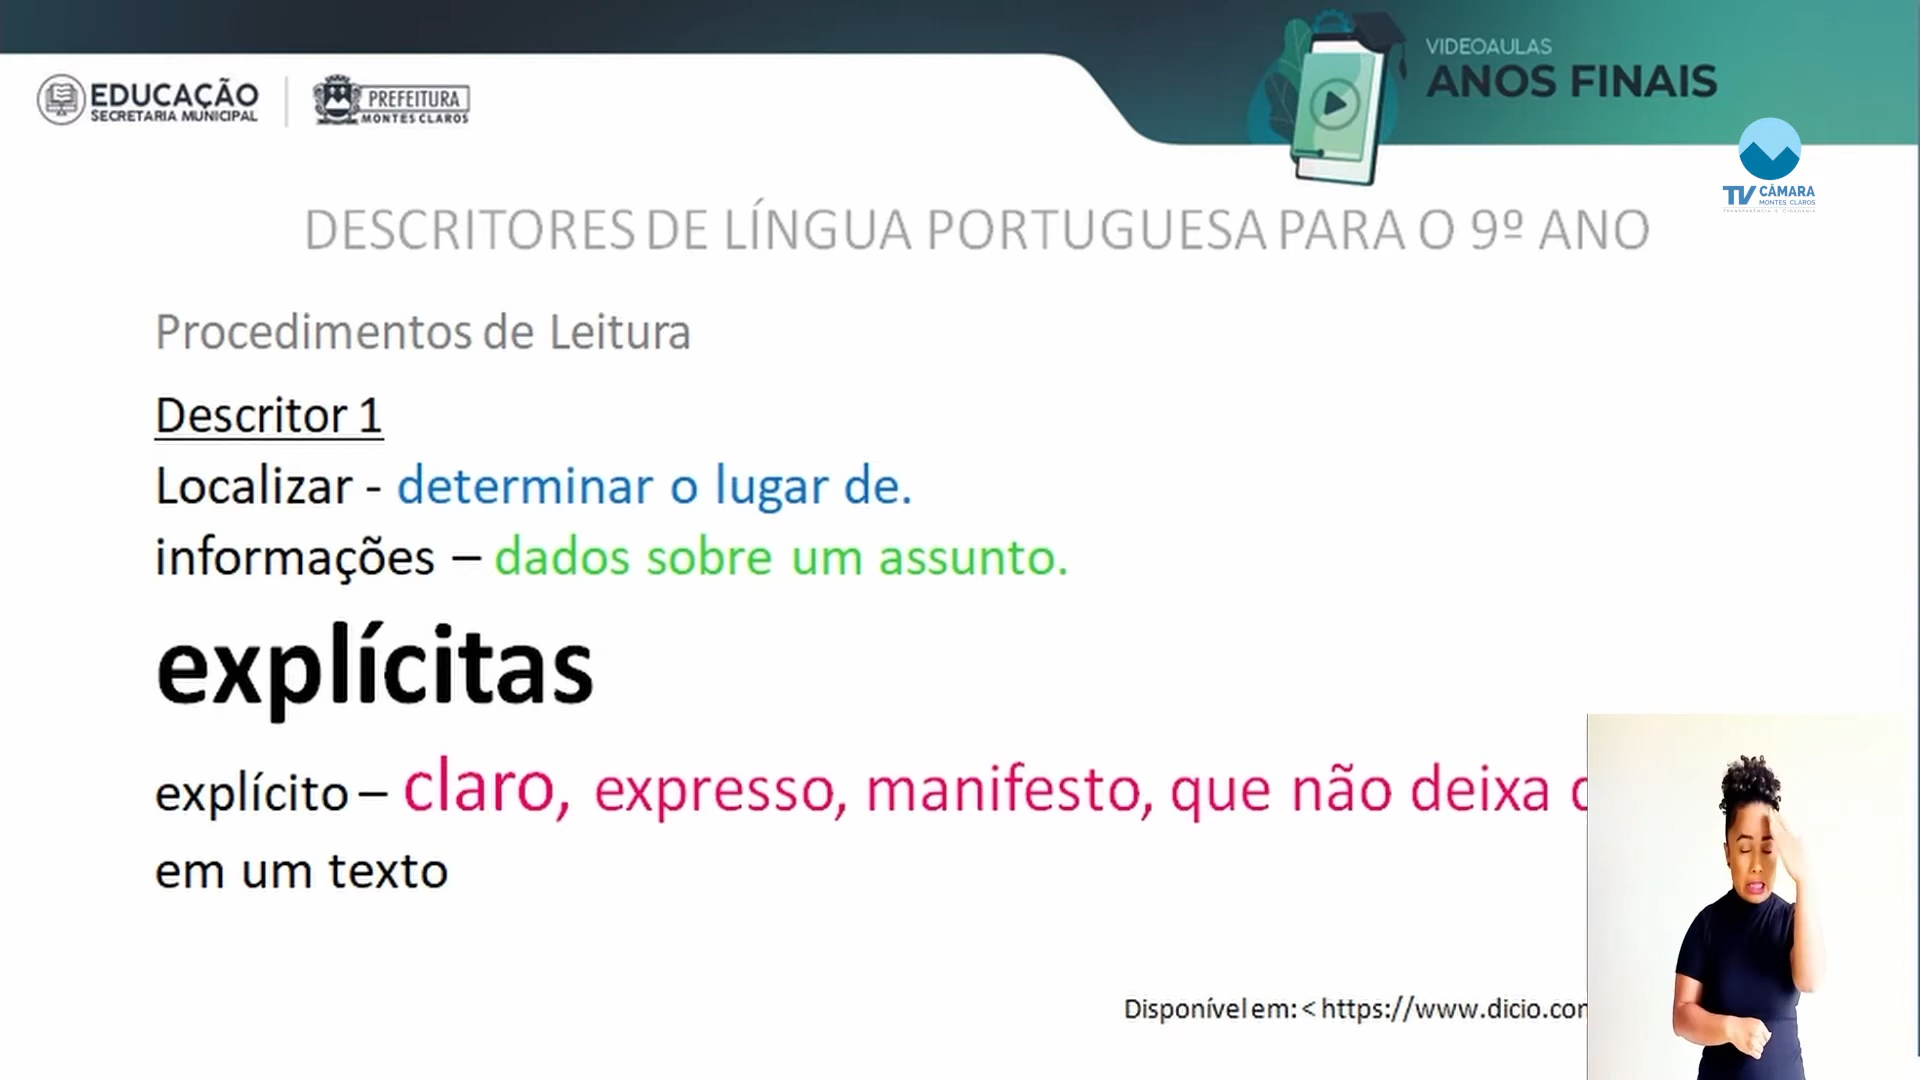 VIDEOAULAS
ANOS FINAIS
EDUCAÇÃO
SECRETARIA MUNICIPAL
PREFEITURA
MONTES CLAROS
TV CÂMARA
MONTES CLAROS
DESCRITORES DE LÍNGUA PORTUGUESA PARA O 9º ANO
Procedimentos de Leitura
Descritor 1
Localizar - determinar o lugar de.
informações – dados sobre um assunto.
explícitas
explícito – claro, expresso, manifesto, que não deixa
em um texto
Disponível em: < https://www.dicio.com